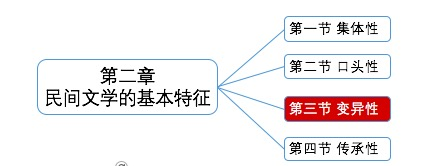 第二章
民间文学的基本特征
第一节 集体性
第二节 口头性
第三节 变异性
第四节 传承性